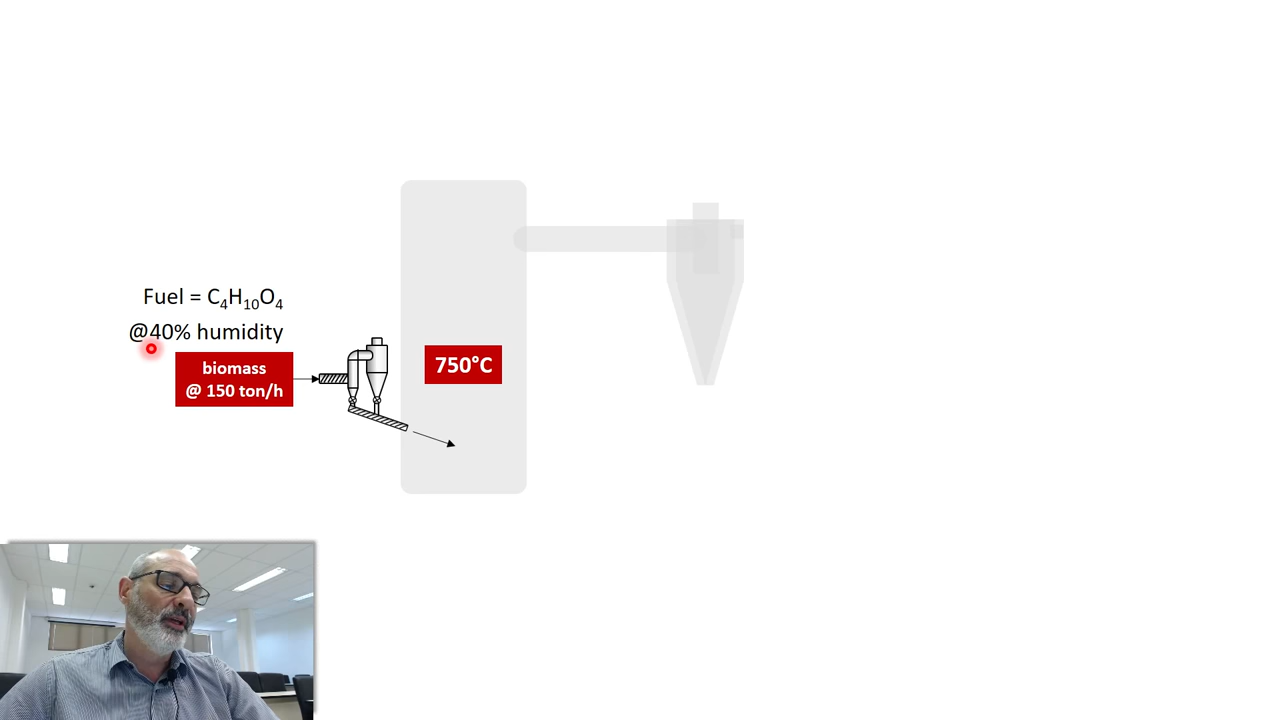 Fuel = C₄H₁₀O₄
@40% humidity
biomass
@ 150 ton/h
750°C